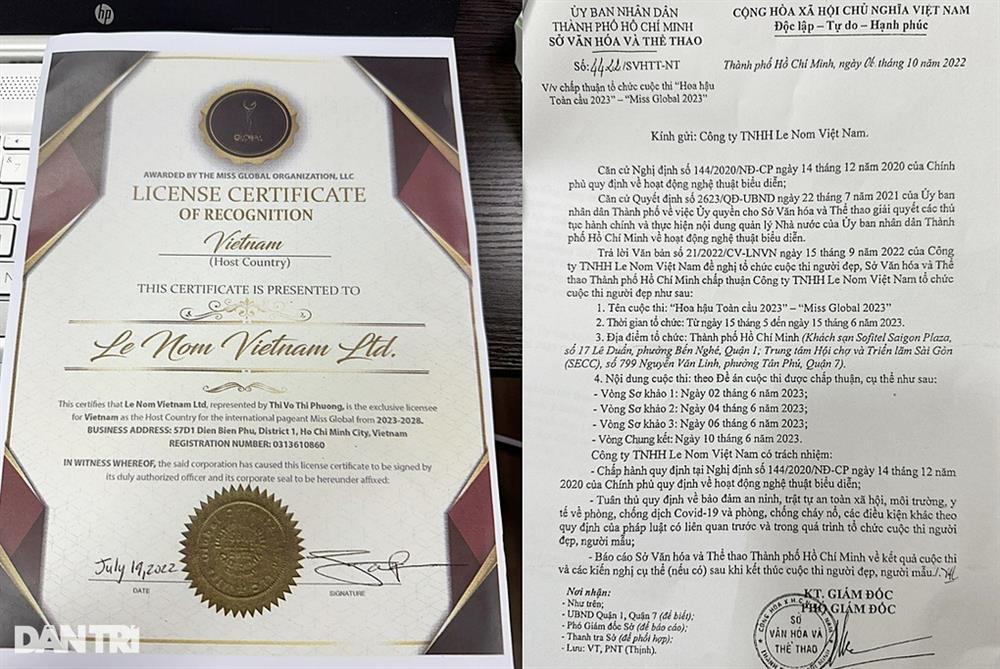 hp
GLOBAL
AWARDED BY THE MISS GLOBAL ORGANIZATION, LLC
LICENSE CERTIFICATE
OF RECOGNITION
Vietnam
(Host Country)
THIS CERTIFICATE IS PRESENTED TO
Le Nom Vietnam Ltd.
This certifies that Le Nom Vietnam Ltd, represented by Thi Vo Thi Phuong, is the exclusive licensee
for Vietnam as the Host Country for the international pageant Miss Global from 2023-2028.
BUSINESS ADDRESS: 57D1 Dien Bien Phu, District 1, Ho Chi Minh City, Vietnam
REGISTRATION NUMBER: 0313610860
IN WITNESS WHEREOF, the said corporation has caused this license certificate to be signed by
its duly authorized officer and its corporate seal to be hereunder affixed:
July 19, 2022
DATE
SIGNATURE
DÂN TRÍ
ỦY BAN NHÂN DÂN
THÀNH PHỐ HỒ CHÍ MINH
SỞ VĂN HÓA VÀ THỂ THAO
Số: 4422/SVHTT-NT
V/v chấp thuận tổ chức cuộc thi "Hoa hậu
Toàn cầu 2023" – "Miss Global 2023"
CỘNG HÒA XÃ HỘI CHỦ NGHĨA VIỆT NAM
Độc lập – Tự do – Hạnh phúc
Thành phố Hồ Chí Minh, ngày 06 tháng 10 năm 2022
Kính gửi: Công ty TNHH Le Nom Việt Nam.
Căn cứ Nghị định số 144/2020/NĐ-CP ngày 14 tháng 12 năm 2020 của Chính
phủ quy định về hoạt động nghệ thuật biểu diễn;
Căn cứ Quyết định số 2623/QĐ-UBND ngày 22 tháng 7 năm 2021 của Ủy ban
nhân dân Thành phố về việc Ủy quyền cho Sở Văn hóa và Thể thao giải quyết các thủ
tục hành chính và thực hiện nội dung quản lý Nhà nước của Ủy ban nhân dân Thành
phố Hồ Chí Minh về hoạt động nghệ thuật biểu diễn.
Trả lời Văn bản số 21/2022/CV-LNVN ngày 15 tháng 9 năm 2022 của Công
ty TNHH Le Nom Việt Nam đề nghị tổ chức cuộc thi người đẹp, Sở Văn hóa và Thể
thao Thành phố Hồ Chí Minh chấp thuận Công ty TNHH Le Nom Việt Nam tổ chức
cuộc thi người đẹp như sau:
1. Tên cuộc thi: "Hoa hậu Toàn cầu 2023" – "Miss Global 2023"
2. Thời gian tổ chức: Từ ngày 15 tháng 5 đến ngày 15 tháng 6 năm 2023.
3. Địa điểm tổ chức: Thành phố Hồ Chí Minh (Khách sạn Sofitel Saigon Plaza,
số 17 Lê Duẩn, phường Bến Nghé, Quận 1; Trung tâm Hội chợ và Triển lãm Sài Gòn
(SECC), số 799 Nguyễn Văn Linh, phường Tân Phú, Quận 7).
4. Nội dung cuộc thi: theo Đề án cuộc thi được chấp thuận, cụ thể như sau:
- Vòng Sơ khảo 1: Ngày 02 tháng 6 năm 2023;
- Vòng Sơ khảo 2: Ngày 04 tháng 6 năm 2023;
- Vòng Sơ khảo 3: Ngày 06 tháng 6 năm 2023;
- Vòng Chung kết: Ngày 10 tháng 6 năm 2023.
Công ty TNHH Le Nom Việt Nam có trách nhiệm:
- Chấp hành quy định tại Nghị định số 144/2020/NĐ-CP ngày 14 tháng 12 năm
2020 của Chính phủ quy định về hoạt động nghệ thuật biểu diễn;
- Tuân thủ quy định về bảo đảm an ninh, trật tự an toàn xã hội, môi trường, y
tế về phòng, chống dịch Covid-19 và phòng, chống cháy nổ, các điều kiện khác theo
quy định của pháp luật có liên quan trước và trong quá trình tổ chức cuộc thi người
đẹp, người mẫu;
- Báo cáo Sở Văn hóa và Thể thao Thành phố Hồ Chí Minh về kết quả cuộc thi
và các kiến nghị cụ thể (nếu có) sau khi kết thúc cuộc thi người đẹp, người mẫu./.
Nơi nhận:
- Như trên;
- UBND Quận 1, Quận 7 (để biết);
- Phó Giám đốc Sở (để báo cáo);
- Thanh tra Sở (để phối hợp);
- Lưu: VT, PNT (Thịnh).
KT. GIÁM ĐỐC
PHÓ GIÁM ĐỐC
SỞ
VĂN HÓA VÀ
THỂ THAO